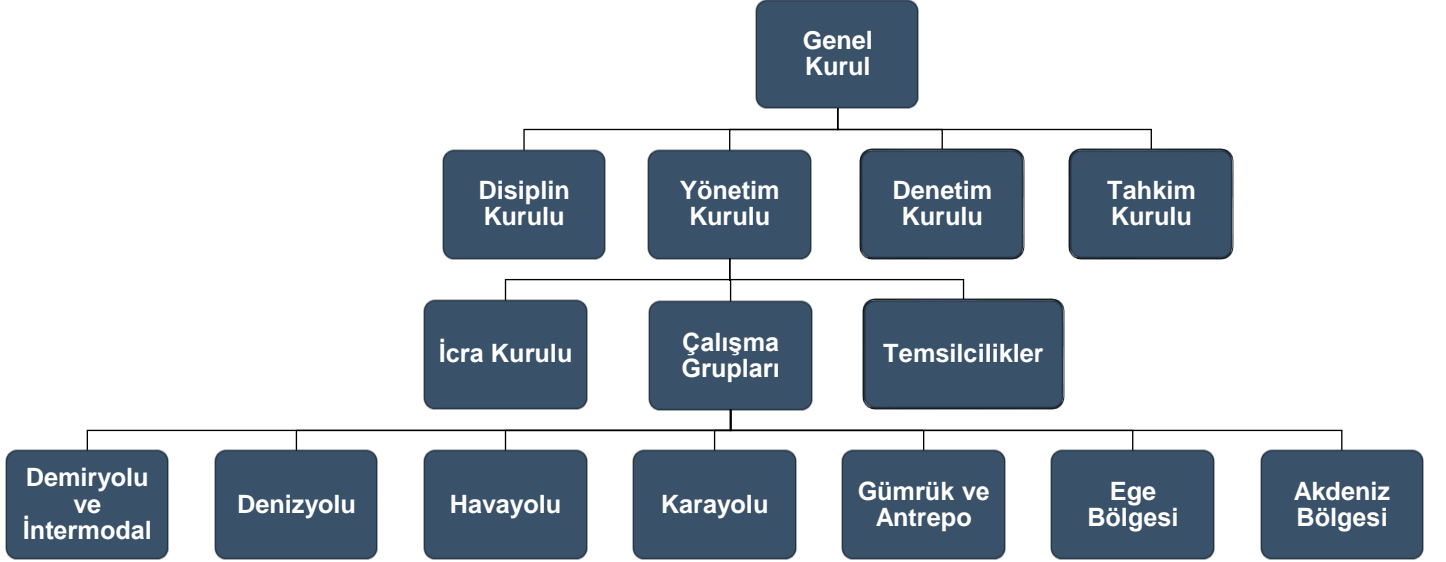 Genel
Kurul
Disiplin
Kurulu
Yönetim
Kurulu
Denetim
Kurulu
Tahkim
Kurulu
İcra Kurulu
Çalışma
Grupları
Temsilcilikler
Demiryolu
ve
İntermodal
Denizyolu
Havayolu
Karayolu
Gümrük ve
Antrepo
Ege
Bölgesi
Akdeniz
Bölgesi